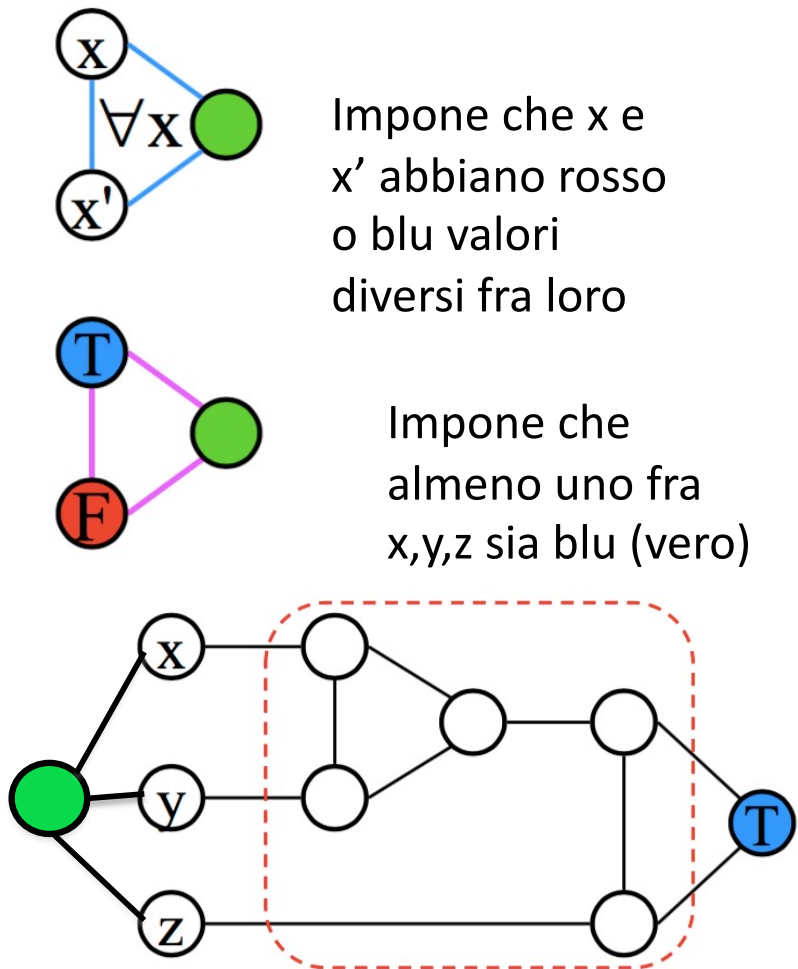 x
∀x
x'
Impone che x e
x’ abbiano rosso
o blu valori
diversi fra loro
T
F
Impone che
almeno uno fra
x,y,z sia blu (vero)
x
y
z
T